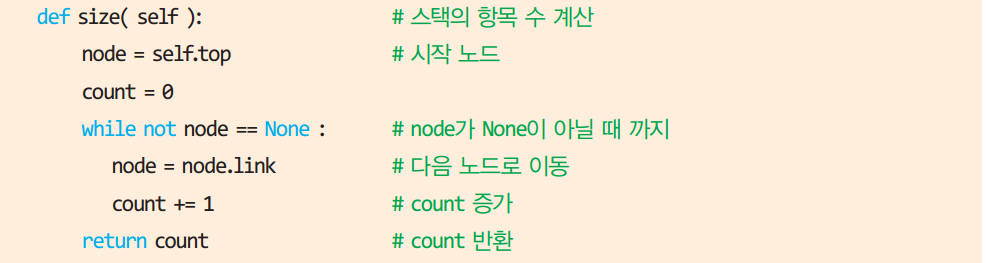 def size( self ): # 스택의 항목 수 계산
node = self.top # 시작 노드
count = 0
while not node == None : # node가 None이 아닐 때 까지
node = node.link # 다음 노드로 이동
count += 1 # count 증가
return count # count 반환